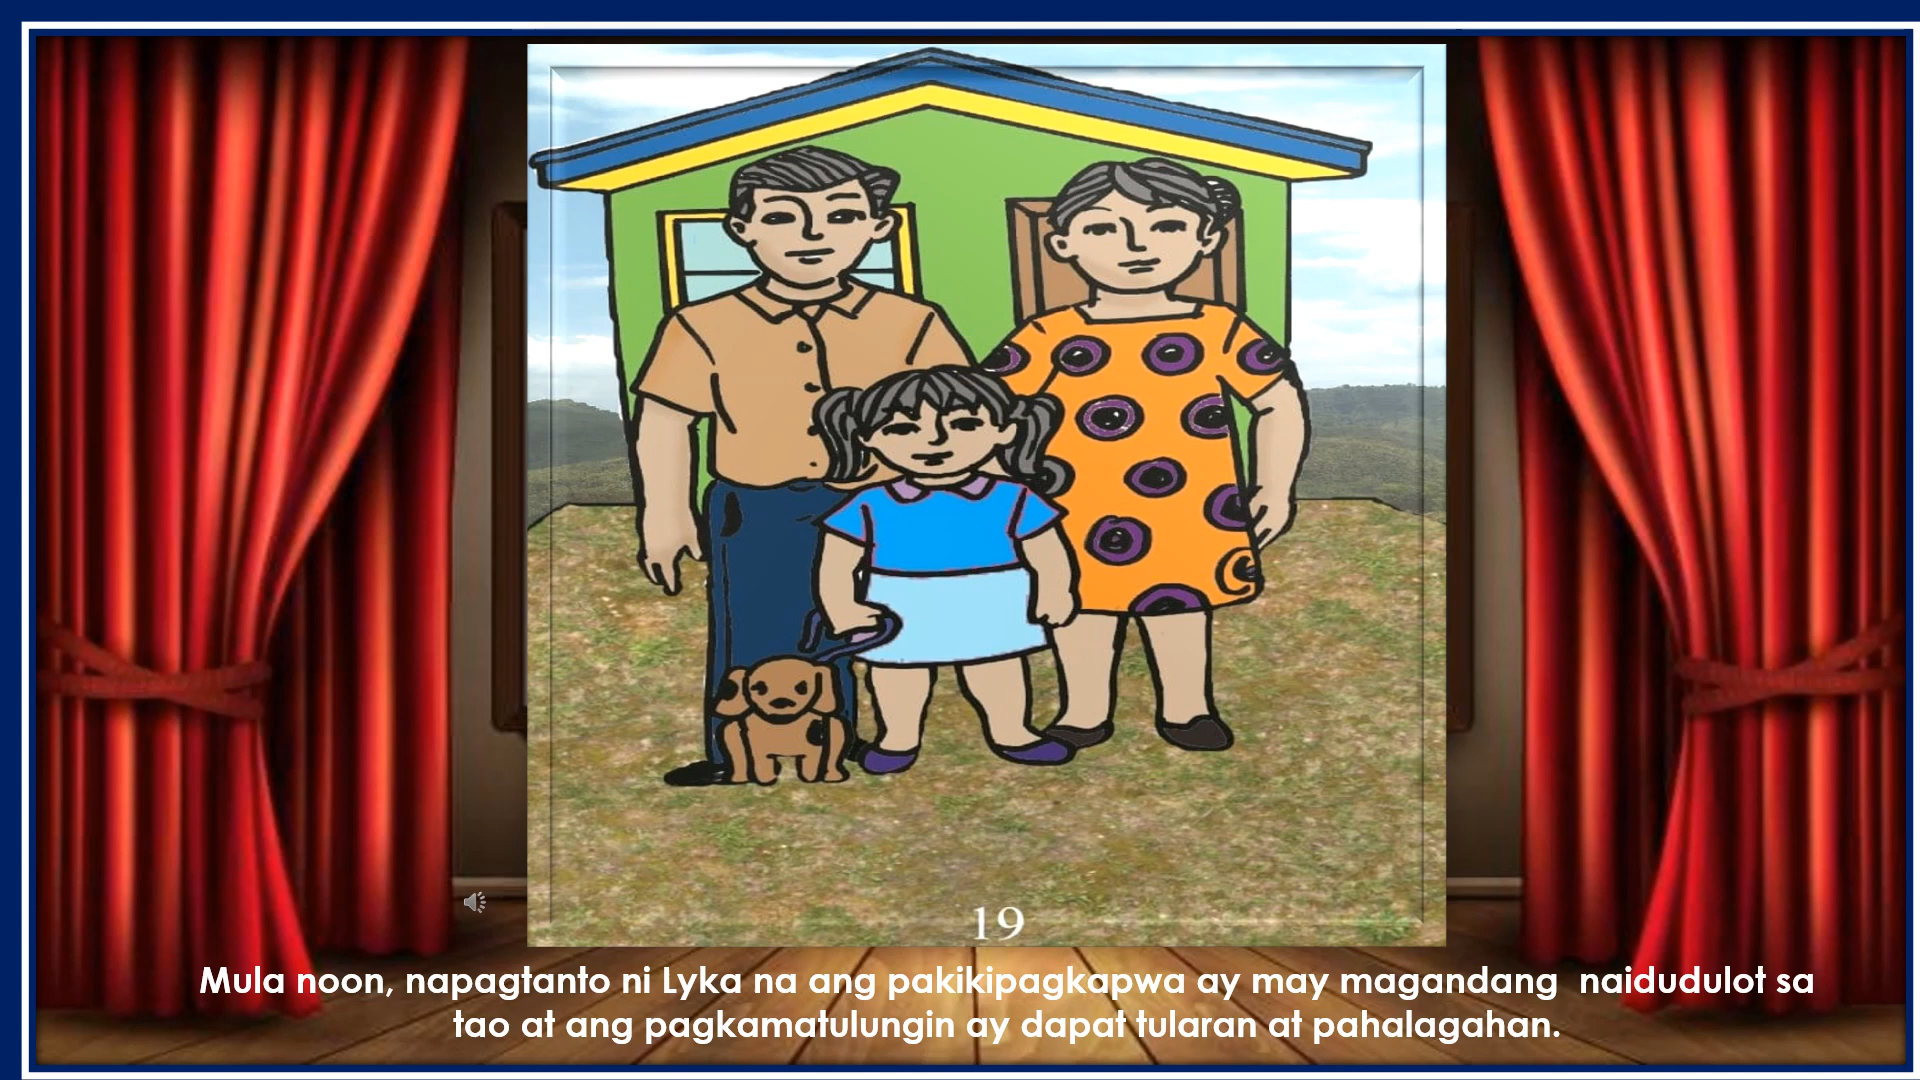 19
Mula noon, napagtanto ni Lyka na ang pakikipagkapwa ay may magandang  naidudulot sa
tao at ang pagkamatulungin ay dapat tularan at pahalagahan.